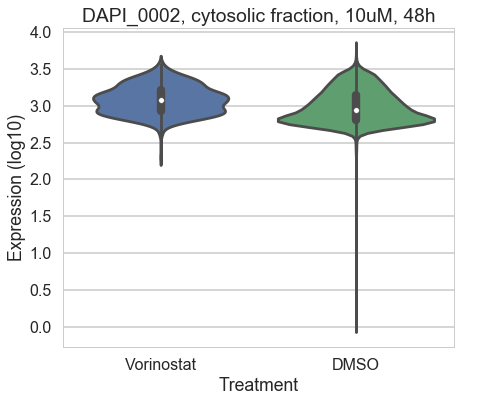 DAPI_0002, cytosolic fraction, 10uM, 48h
4.0
3.5
3.0
2.5
2.0
1.5
1.0
0.5
0.0
Expression (log10)
Vorinostat DMSO
Treatment